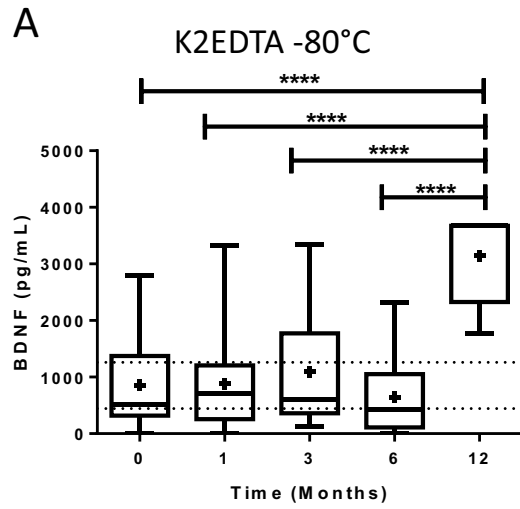 A
K2EDTA -80°C
****
****
****
****
5000
4000
3000
2000
1000
0
BDNF (pg/mL)
0 1 3 6 12
Time (Months)